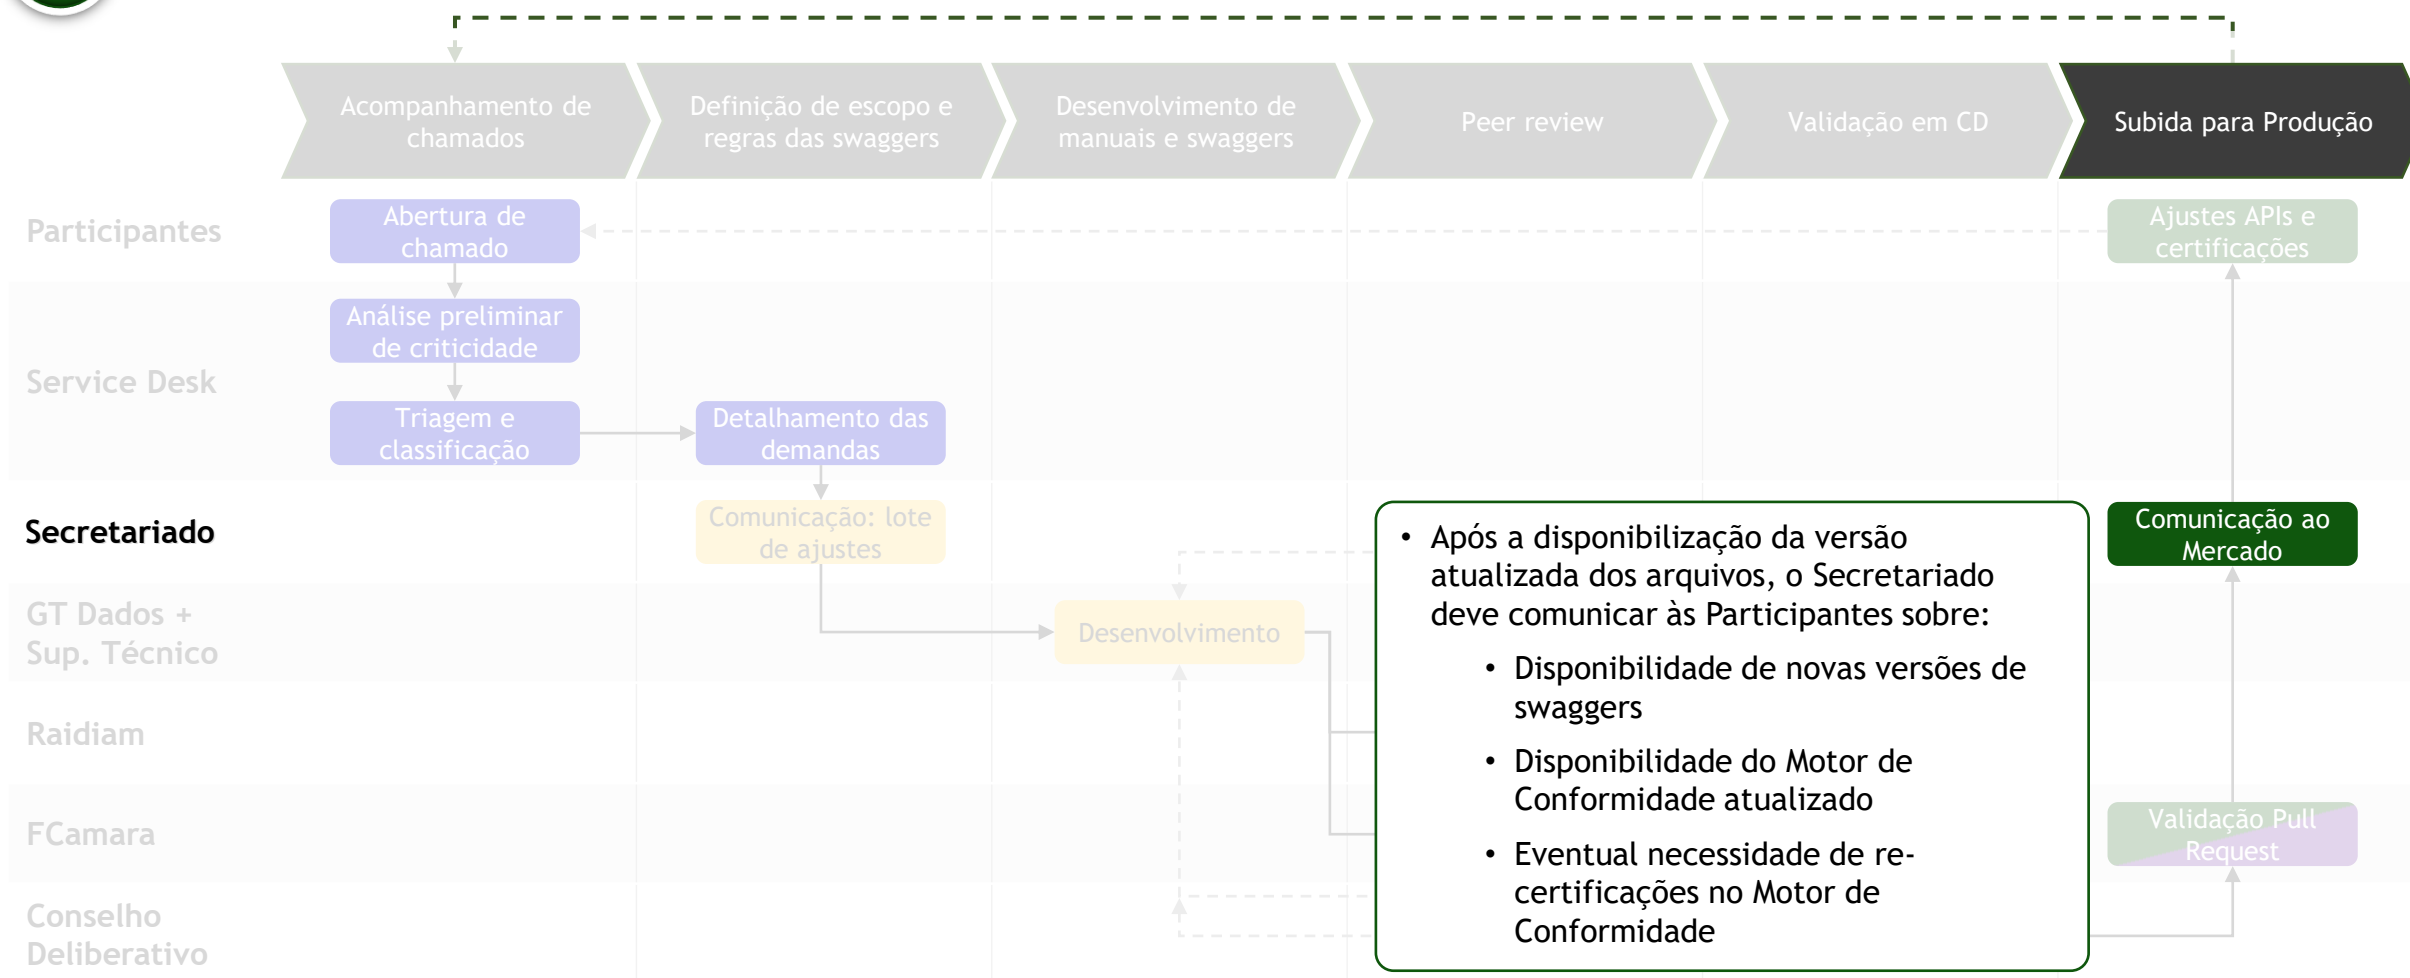 Acompanhamento de
chamados
Definição de escopo e
regras das swaggers
Desenvolvimento de
manuais e swaggers
Peer review
Validação em CD
Subida para Produção
Participantes
Abertura de
chamado
Ajustes APIs e
certificações
Service Desk
Análise preliminar
de criticidade
Triagem e
classificação
Detalhamento das
demandas
Secretariado
Comunicação: lote
de ajustes
Comunicação ao
Mercado
GT Dados +
Sup. Técnico
Desenvolvimento
Raidiam
FCamara
Validação Pull
Request
Conselho
Deliberativo
• Após a disponibilização da versão
atualizada dos arquivos, o Secretariado
deve comunicar às Participantes sobre:
• Disponibilidade de novas versões de
swaggers
• Disponibilidade do Motor de
Conformidade atualizado
• Eventual necessidade de re-
certificações no Motor de
Conformidade